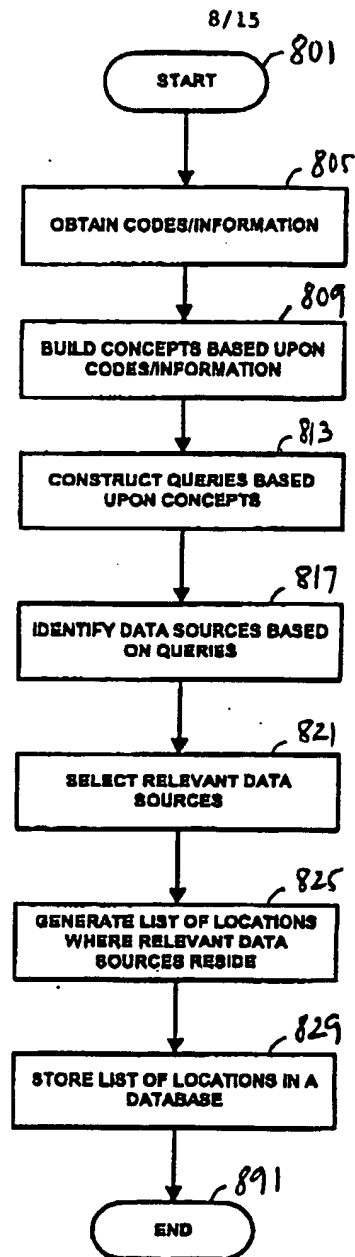 8/15
801
START
805
OBTAIN CODES/INFORMATION
809
BUILD CONCEPTS BASED UPON
CODES/INFORMATION
813
CONSTRUCT QUERIES BASED
UPON CONCEPTS
817
IDENTIFY DATA SOURCES BASED
ON QUERIES
821
SELECT RELEVANT DATA
SOURCES
825
GENERATE LIST OF LOCATIONS
WHERE RELEVANT DATA
SOURCES RESIDE
829
STORE LIST OF LOCATIONS IN A
DATABASE
891
END